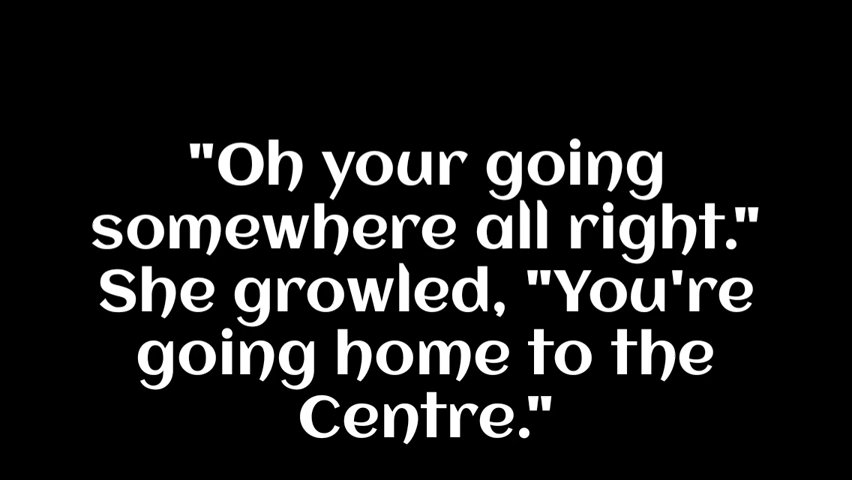 "Oh your going
somewhere all right."
She growled, "You're
going home to the
Centre."